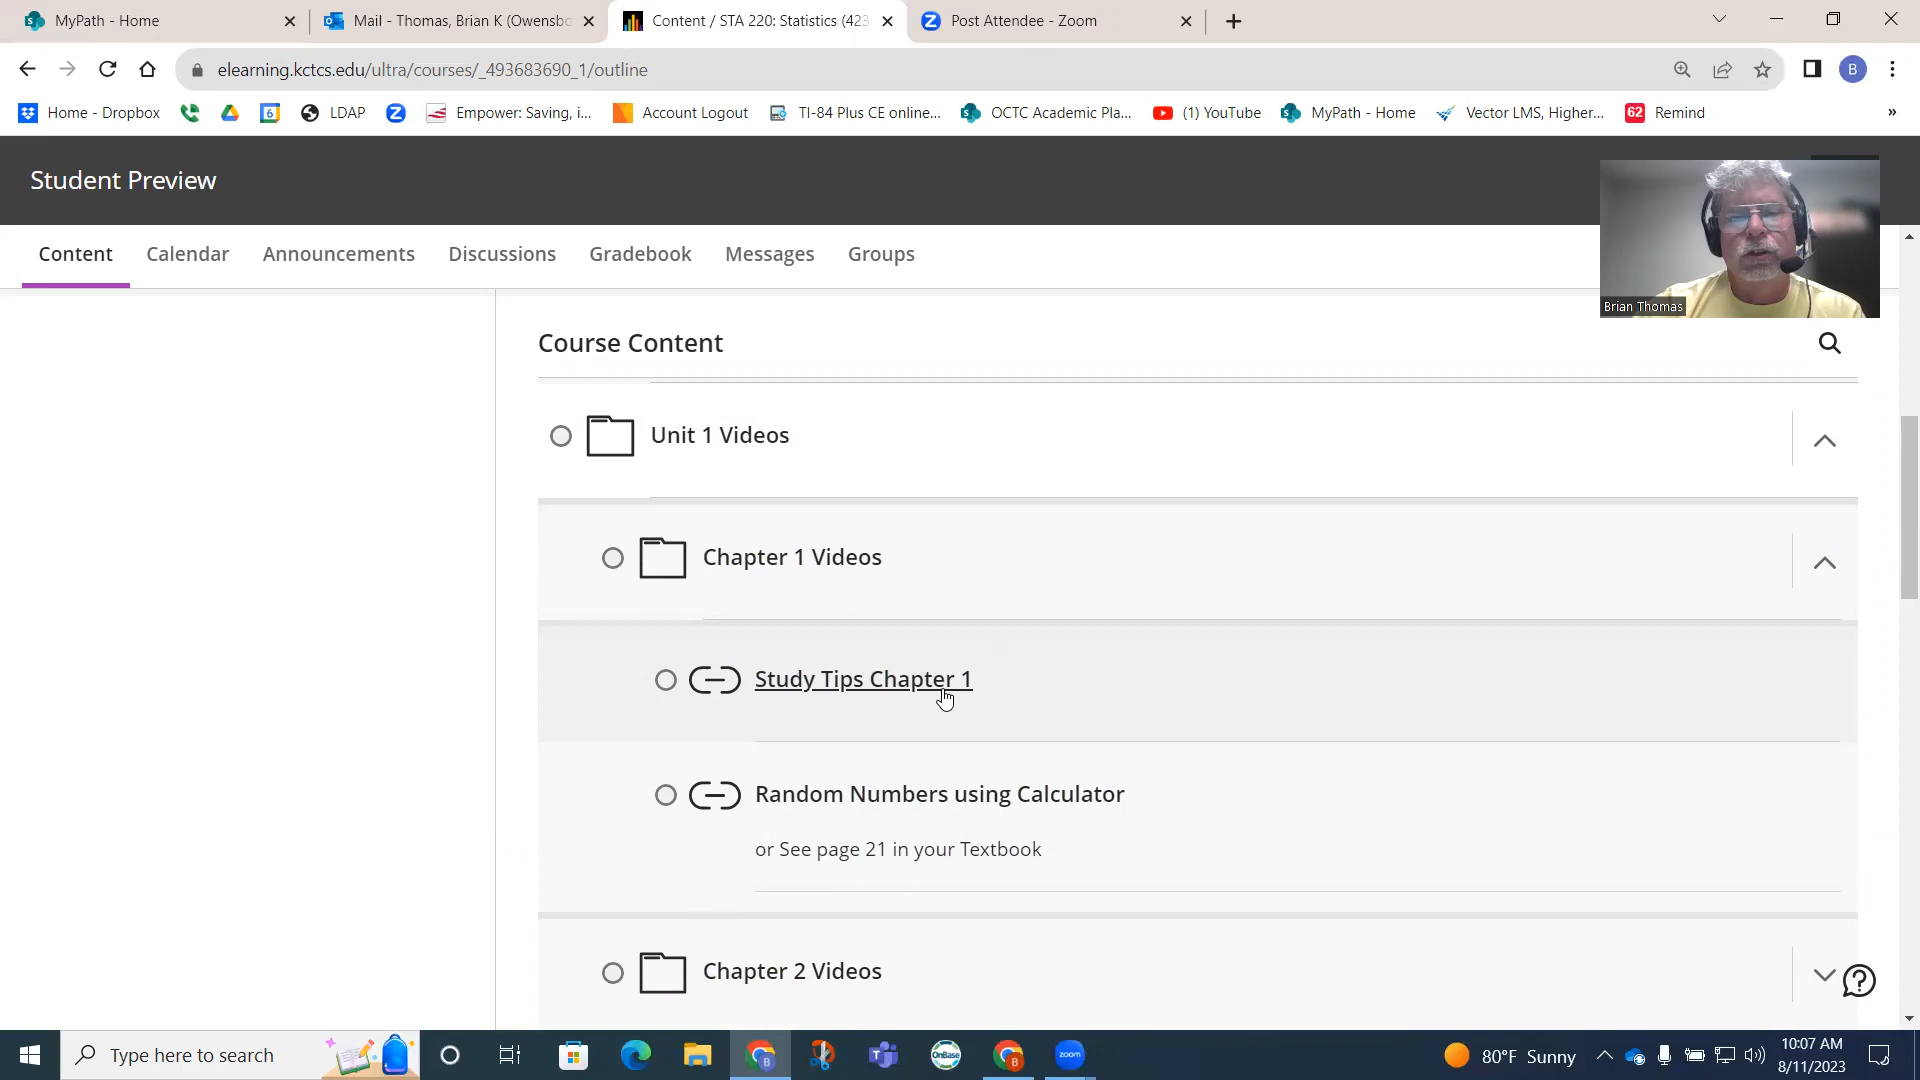 MyPath - Home
Mail - Thomas, Brian K (Owensbo
Content / STA 220: Statistics (423
Post Attendee - Zoom
elearning.kctcs.edu/ultra/courses/_493683690_1/outline
B
Home - Dropbox
6
LDAP
Empower: Saving, i...
Account Logout
TI-84 Plus CE online...
OCTC Academic Pla...
(1) YouTube
MyPath - Home
Vector LMS, Higher...
62
Remind
»
Student Preview
Content
Calendar
Announcements
Discussions
Gradebook
Messages
Groups
Brian Thomas
Course Content
Unit 1 Videos
Chapter 1 Videos
Study Tips Chapter 1
Random Numbers using Calculator
or See page 21 in your Textbook
Chapter 2 Videos
Type here to search
OnBase
zoom
80°F Sunny
10:07 AM
8/11/2023